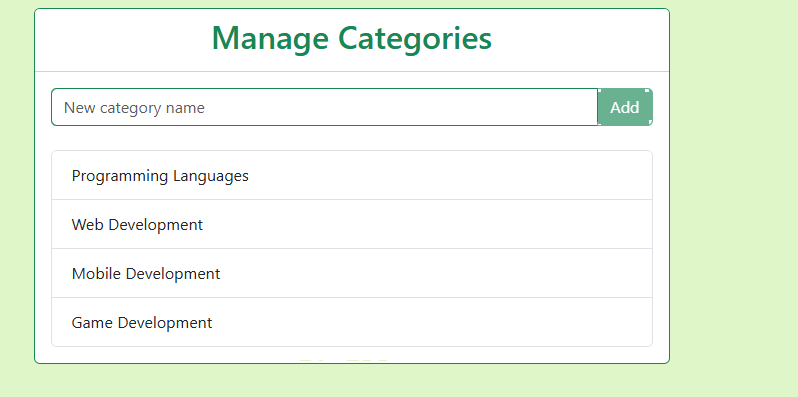 Manage Categories
New category name
Add
Programming Languages
Web Development
Mobile Development
Game Development